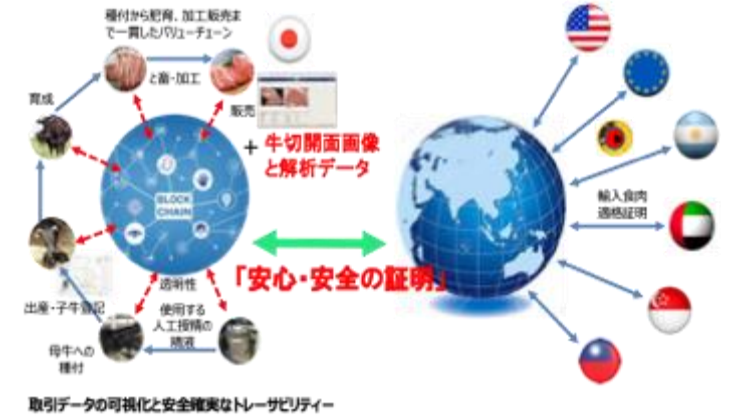 種付から肥育、加工販売ま
で一貫したバリューチェーン
と畜・加工
育成
販売
+ 牛切開面画像
と解析データ
BLOCK
CHAIN
輸入食肉
適格証明
「安心・安全の証明」
透明性
出産・子牛登記
使用する
人工授精の
精液
母牛への
種付
取引データの可視化と安全確実なトレーサビリティー